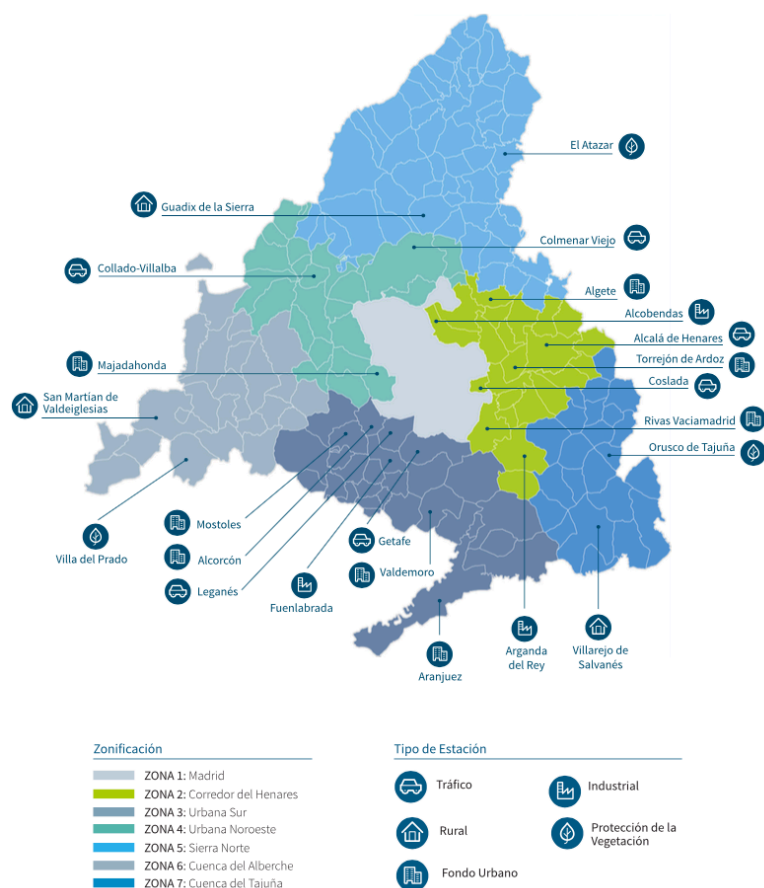 El Atazar
Guadix de la Sierra
Colmenar Viejo
Collado-Villalba
Algete
Alcobendas
Alcalá de Henares
Majadahonda
Torrejón de Ardoz
Coslada
San Martían de
Valdeiglesias
Rivas Vaciamadrid
Orusco de Tajuña
Mostoles
Villa del Prado
Alcorcón
Getafe
Valdemoro
Leganés
Fuenlabrada
Arganda
del Rey
Villarejo de
Salvanés
Aranjuez
Zonificación
ZONA 1: Madrid
ZONA 2: Corredor del Henares
ZONA 3: Urbana Sur
ZONA 4: Urbana Noroeste
ZONA 5: Sierra Norte
ZONA 6: Cuenca del Alberche
ZONA 7: Cuenca del Tajuña
Tipo de Estación
Tráfico
Industrial
Rural
Protección de la
Vegetación
Fondo Urbano